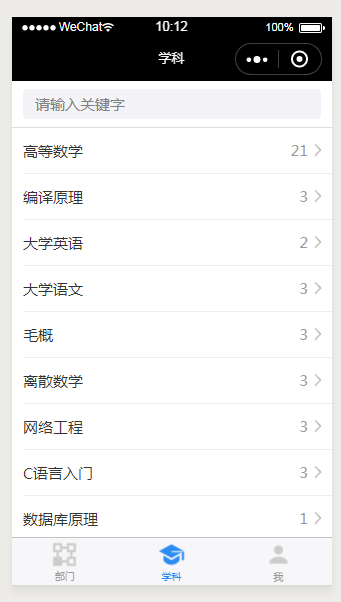 WeChat 10:12 100%
学科
请输入关键字
高等数学 21
编译原理 3
大学英语 2
大学语文 3
毛概 3
离散数学 3
网络工程 3
C语言入门 3
数据库原理 1
部门 学科 我